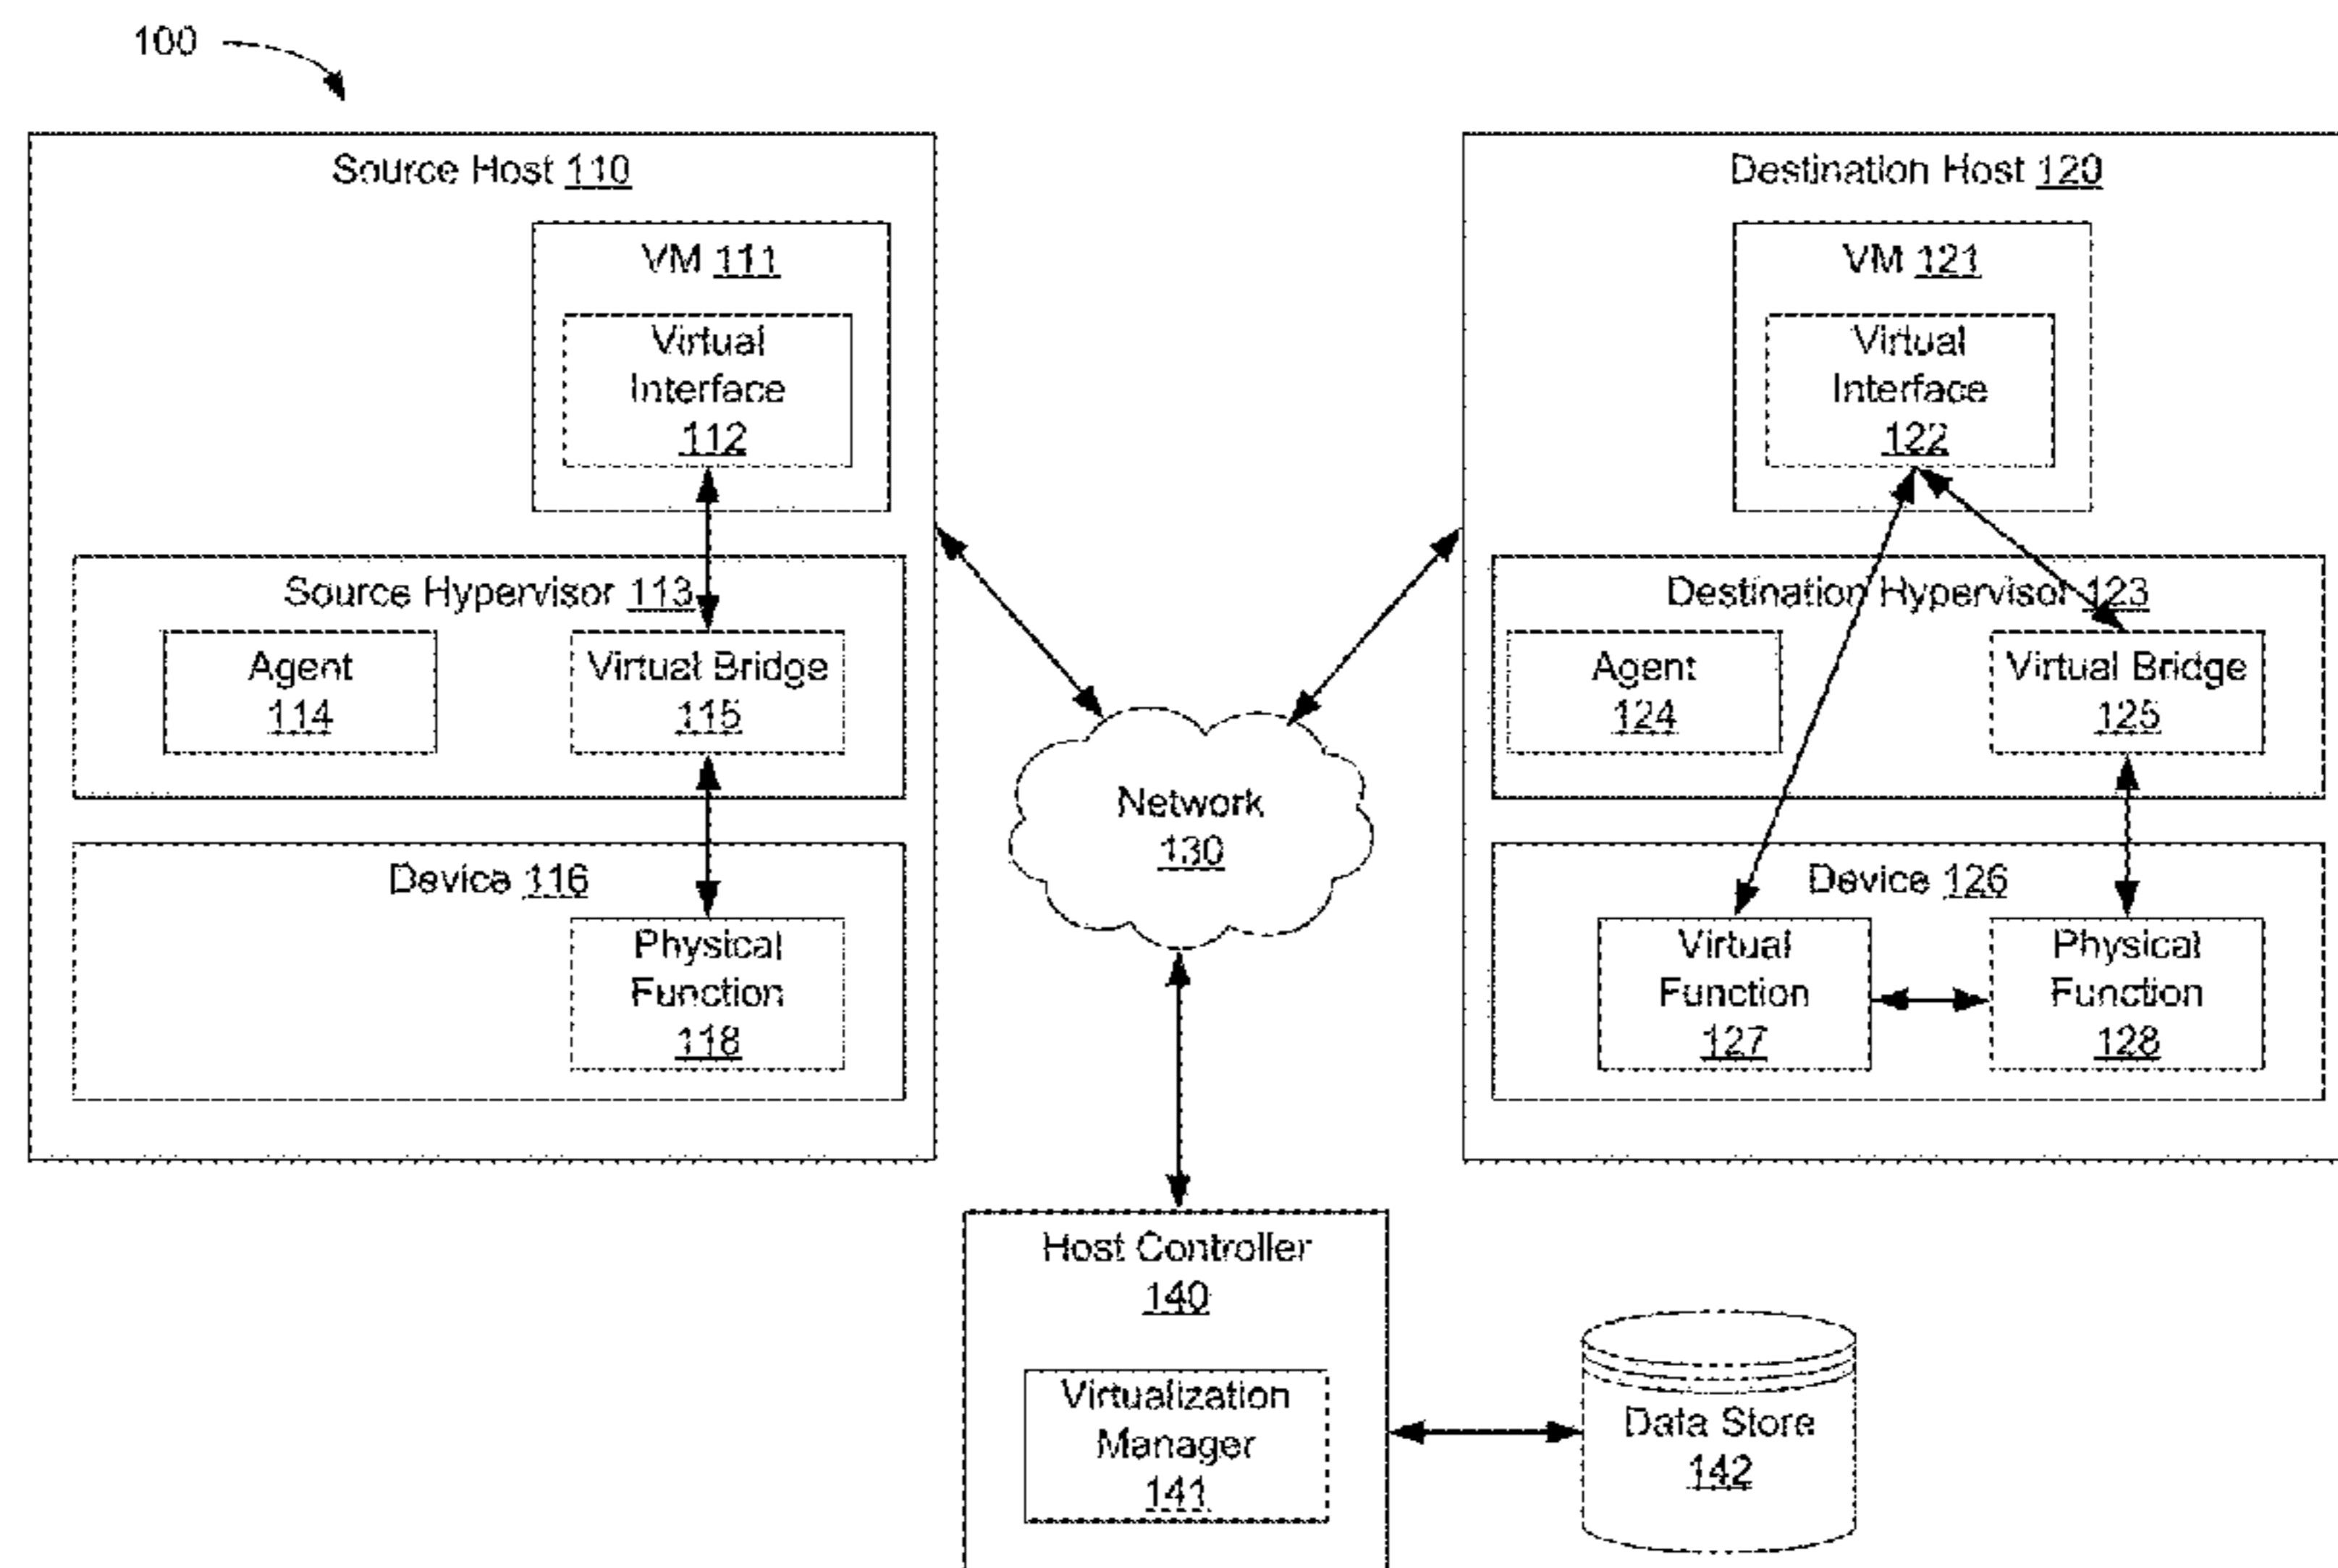 100
Source Host 110
VM 111
Virtual
Interface
112
Source Hypervisor 113
Agent
114
Virtual Bridge
115
Device 116
Physical
Function
118
Network
130
Destination Host 120
VM 121
Virtual
Interface
122
Destination Hypervisor 123
Agent
124
Virtual Bridge
125
Device 126
Virtual
Function
127
Physical
Function
128
Host Controller
140
Virtualization
Manager
141
Data Store
142